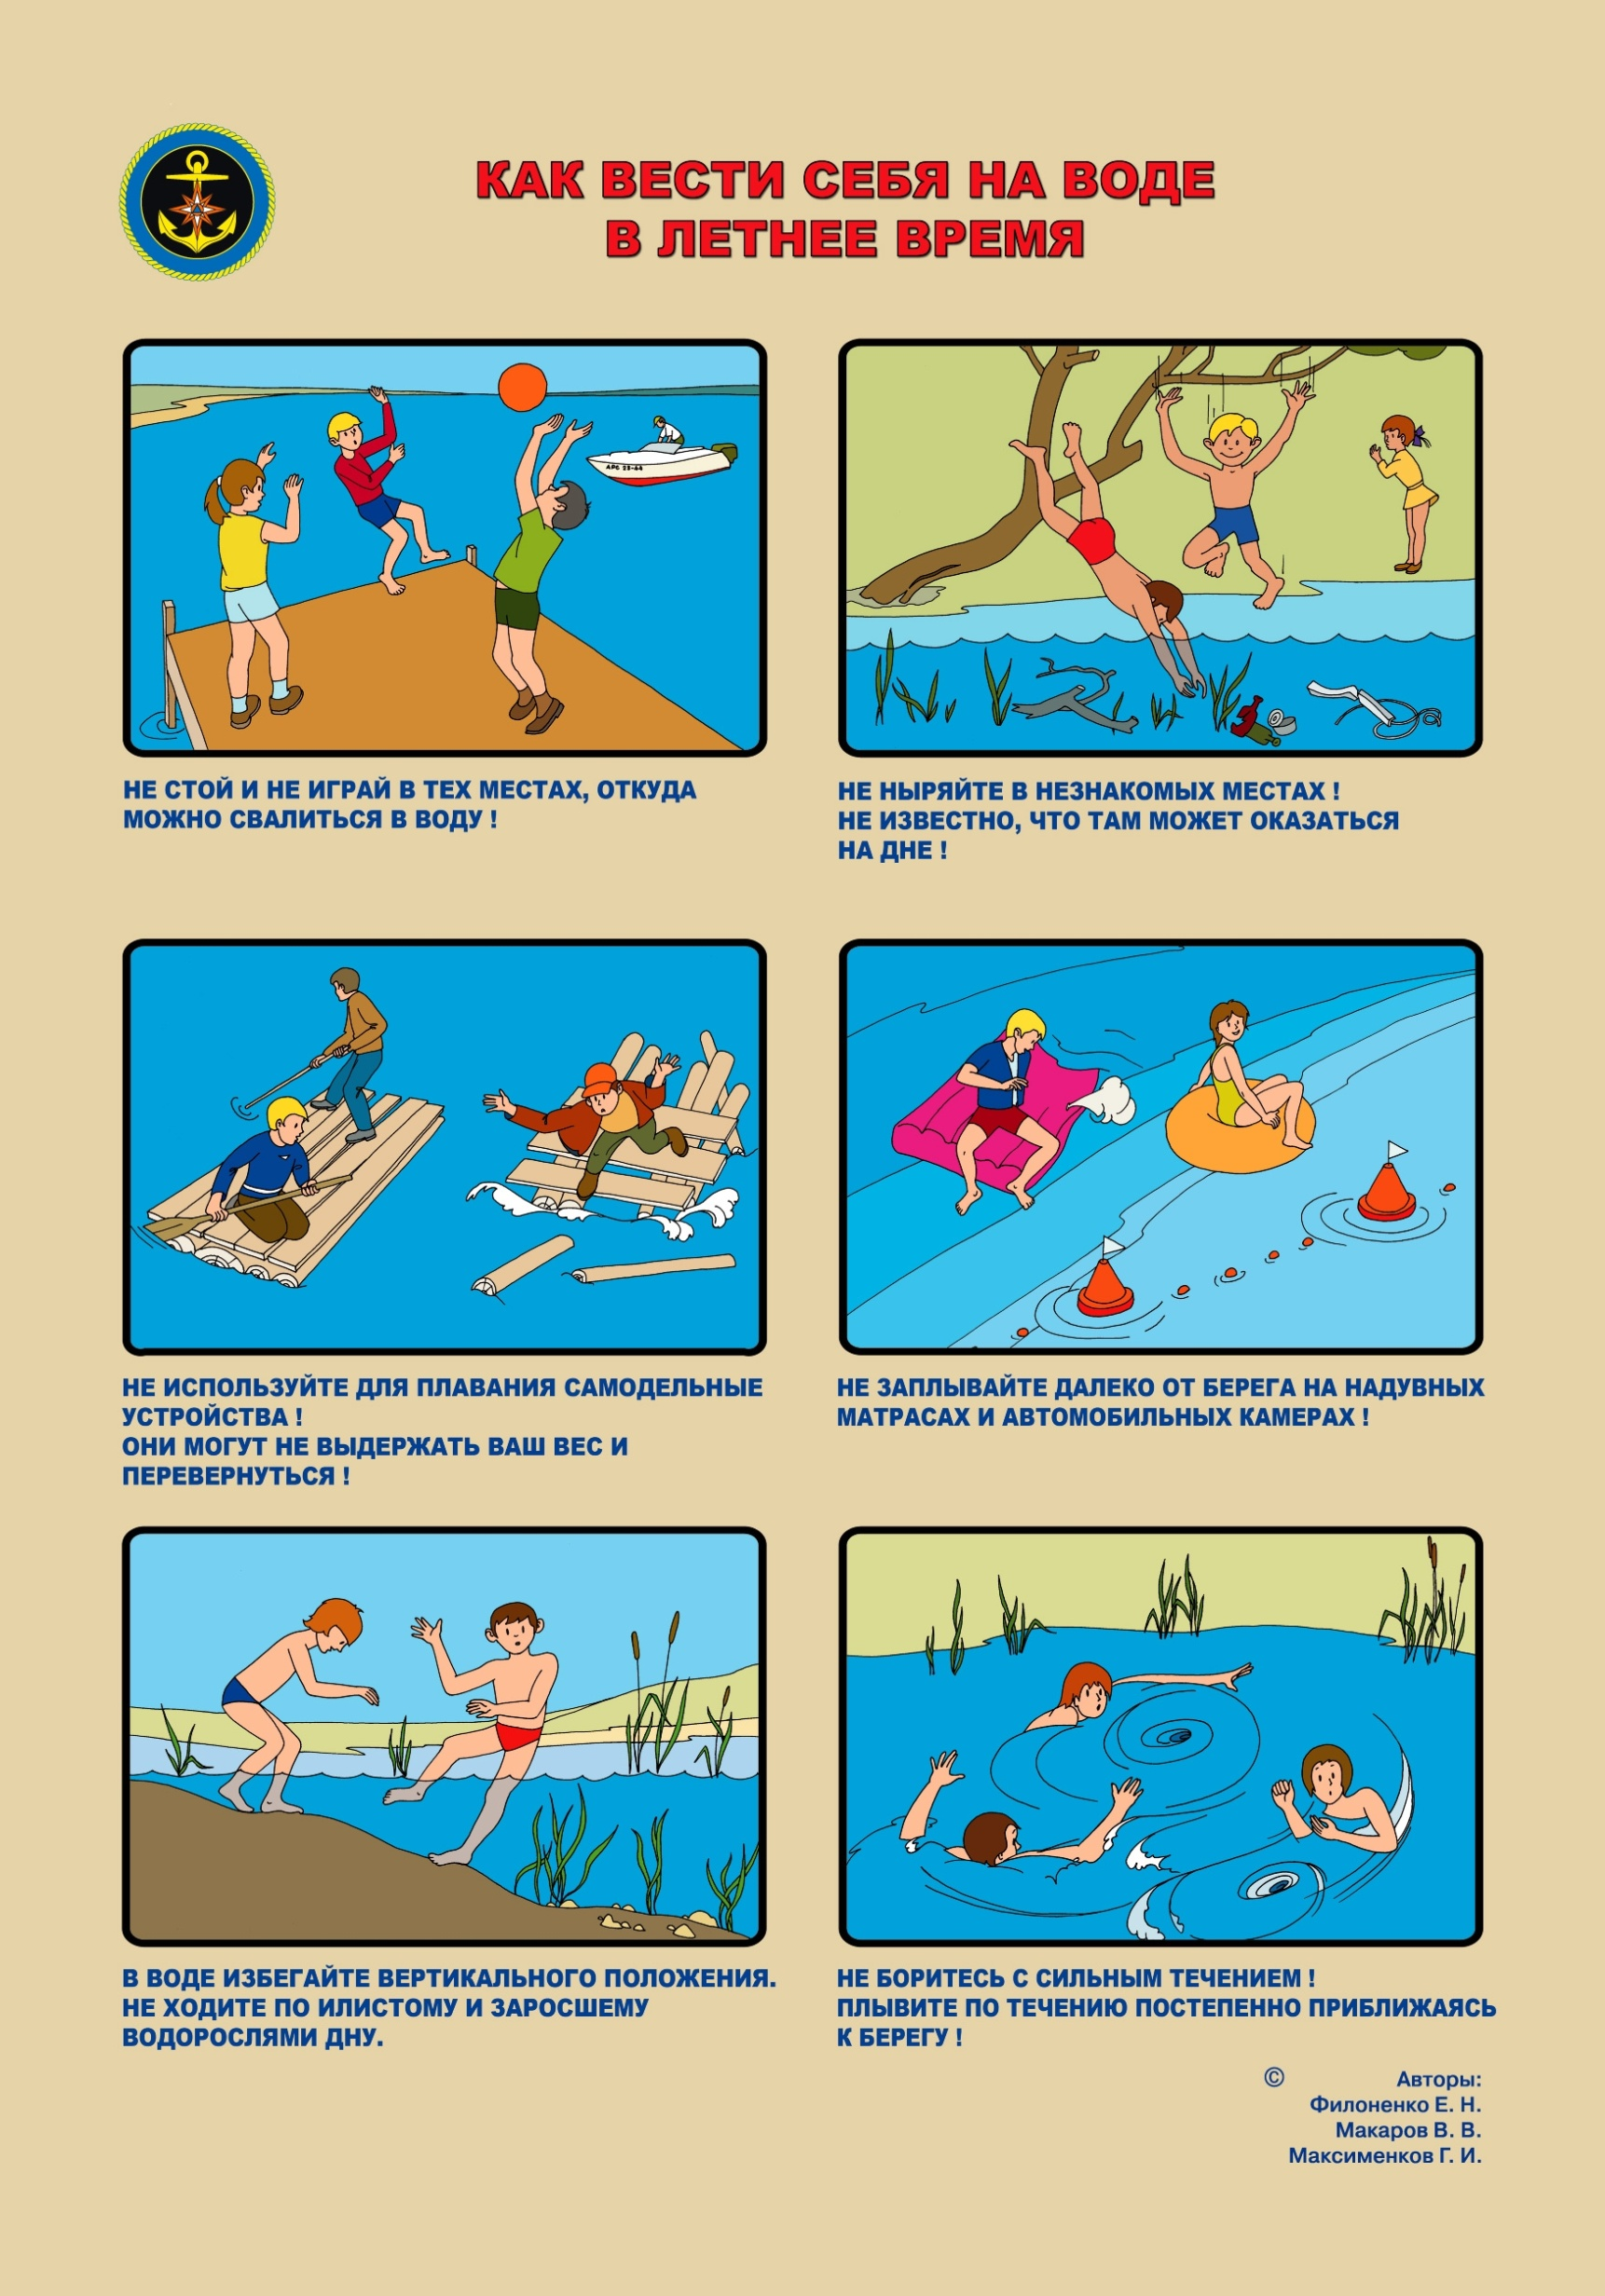 КАК ВЕСТИ СЕБЯ НА ВОДЕ
В ЛЕТНЕЕ ВРЕМЯ
АРС 23-44
НЕ СТОЙ И НЕ ИГРАЙ В ТЕХ МЕСТАХ, ОТКУДА
МОЖНО СВАЛИТЬСЯ В ВОДУ !
НЕ НЫРЯЙТЕ В НЕЗНАКОМЫХ МЕСТАХ !
НЕ ИЗВЕСТНО, ЧТО ТАМ МОЖЕТ ОКАЗАТЬСЯ
НА ДНЕ !
НЕ ИСПОЛЬЗУЙТЕ ДЛЯ ПЛАВАНИЯ САМОДЕЛЬНЫЕ
УСТРОЙСТВА !
ОНИ МОГУТ НЕ ВЫДЕРЖАТЬ ВАШ ВЕС И
ПЕРЕВЕРНУТЬСЯ !
НЕ ЗАПЛЫВАЙТЕ ДАЛЕКО ОТ БЕРЕГА НА НАДУВНЫХ
МАТРАСАХ И АВТОМОБИЛЬНЫХ КАМЕРАХ !
В ВОДЕ ИЗБЕГАЙТЕ ВЕРТИКАЛЬНОГО ПОЛОЖЕНИЯ.
НЕ ХОДИТЕ ПО ИЛИСТОМУ И ЗАРОСШЕМУ
ВОДОРОСЛЯМИ ДНУ.
НЕ БОРИТЕСЬ С СИЛЬНЫМ ТЕЧЕНИЕМ !
ПЛЫВИТЕ ПО ТЕЧЕНИЮ ПОСТЕПЕННО ПРИБЛИЖАЯСЬ
К БЕРЕГУ !
© Авторы:
Филоненко Е. Н.
Макаров В. В.
Максименков Г. И.